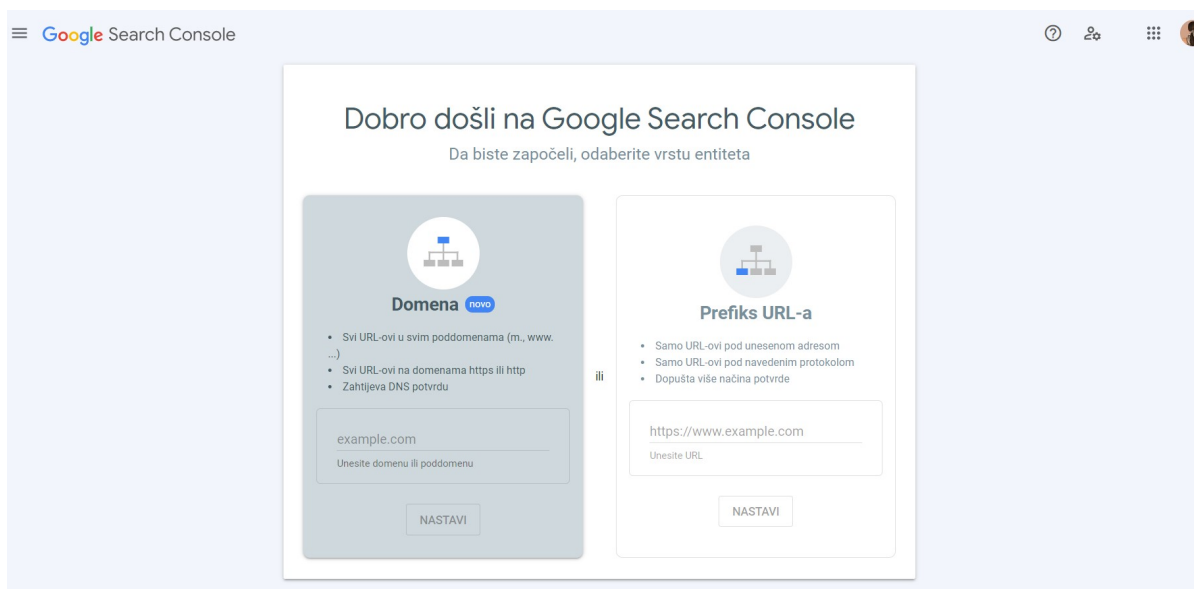 Google Search Console
Dobro došli na Google Search Console
Da biste započeli, odaberite vrstu entiteta
Domena novo
• Svi URL-ovi u svim poddomenama (m., www.
...)
• Svi URL-ovi na domenama https ili http
• Zahtijeva DNS potvrdu
example.com
Unesite domenu ili poddomenu
NASTAVI
ili
Prefiks URL-a
• Samo URL-ovi pod unesenom adresom
• Samo URL-ovi pod navedenim protokolom
• Dopušta više načina potvrde
https://www.example.com
Unesite URL
NASTAVI